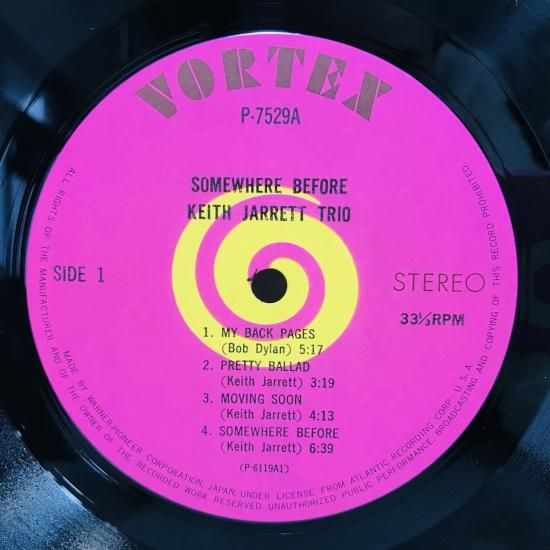 VORTEX
P-7529A
SOMEWHERE BEFORE
KEITH JARRETT TRIO
SIDE 1
STEREO
33⅓RPM
1. MY BACK PAGES
(Bob Dylan) 5:17
2. PRETTY BALLAD
(Keith Jarrett) 3:19
3. MOVING SOON
(Keith Jarrett) 4:13
4. SOMEWHERE BEFORE
(Keith Jarrett) 6:39
(P-6119A1)
MADE BY WARNER-PIONEER CORPORATION, JAPAN, UNDER LICENSE FROM ATLANTIC RECORDING CORP. U.S.A.
ALL RIGHTS OF THE MANUFACTURER AND OF THE OWNER OF THE RECORDED WORK RESERVED. UNAUTHORIZED PUBLIC PERFORMANCE, BROADCASTING AND COPYING OF THIS RECORD PROHIBITED.